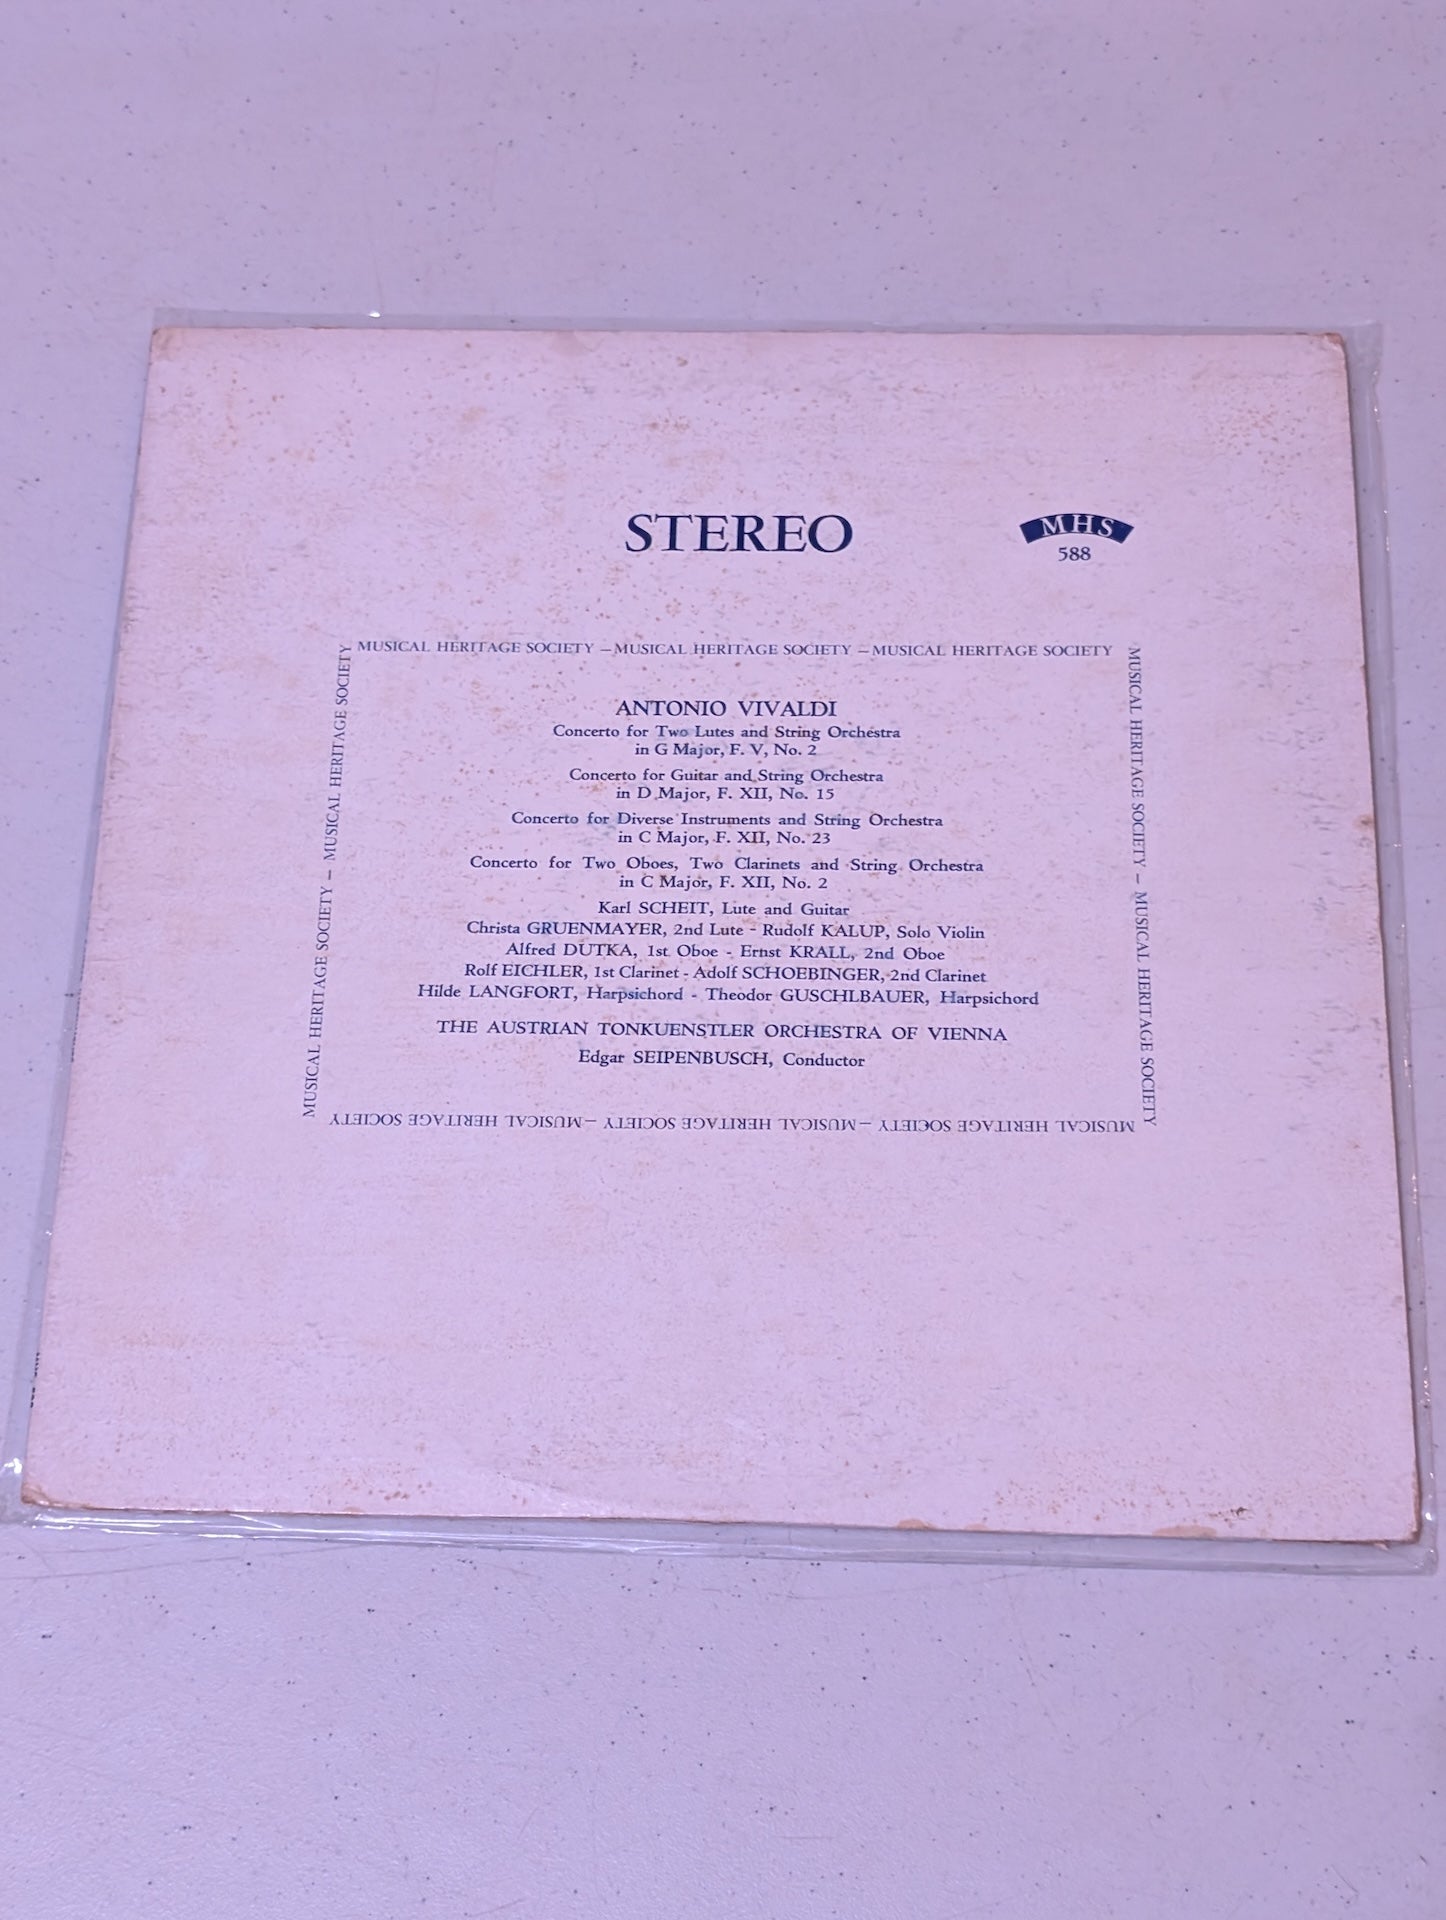 STEREO
MHS
588
MUSICAL HERITAGE SOCIETY — MUSICAL HERITAGE SOCIETY — MUSICAL HERITAGE SOCIETY
MUSICAL HERITAGE SOCIETY — MUSICAL HERITAGE SOCIETY
ANTONIO VIVALDI
Concerto for Two Lutes and String Orchestra
in G Major, F. V, No. 2
Concerto for Guitar and String Orchestra
in D Major, F. XII, No. 15
Concerto for Diverse Instruments and String Orchestra
in C Major, F. XII, No. 23
Concerto for Two Oboes, Two Clarinets and String Orchestra
in C Major, F. XII, No. 2
Karl SCHEIT, Lute and Guitar
Christa GRUENMAYER, 2nd Lute - Rudolf KALUP, Solo Violin
Alfred DUTKA, 1st Oboe - Ernst KRALL, 2nd Oboe
Rolf EICHLER, 1st Clarinet - Adolf SCHOEBINGER, 2nd Clarinet
Hilde LANGFORT, Harpsichord - Theodor GUSCHLBAUER, Harpsichord
THE AUSTRIAN TONKUENSTLER ORCHESTRA OF VIENNA
Edgar SEIPENBUSCH, Conductor
MUSICAL HERITAGE SOCIETY — MUSICAL HERITAGE SOCIETY — MUSICAL HERITAGE SOCIETY
MUSICAL HERITAGE SOCIETY — MUSICAL HERITAGE SOCIETY